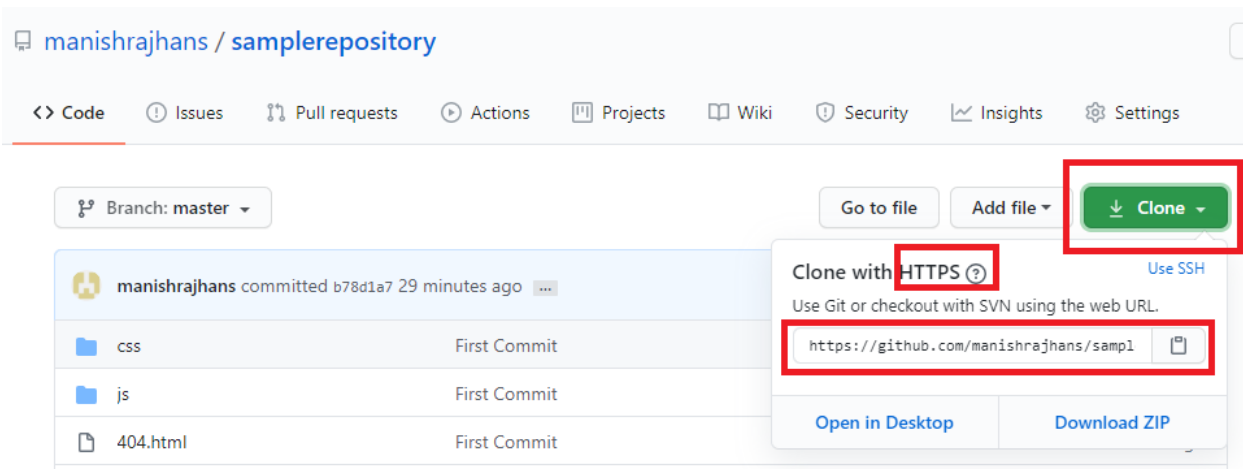 manishrajhans / samplerepository
<> Code Issues Pull requests Actions Projects Wiki Security Insights Settings
Branch: master Go to file Add file Clone
manishrajhans committed b78d1a7 29 minutes ago ...
Clone with HTTPS ? Use SSH
Use Git or checkout with SVN using the web URL.
https://github.com/manishrajhans/sampl
css First Commit
js First Commit
404.html First Commit
Open in Desktop Download ZIP